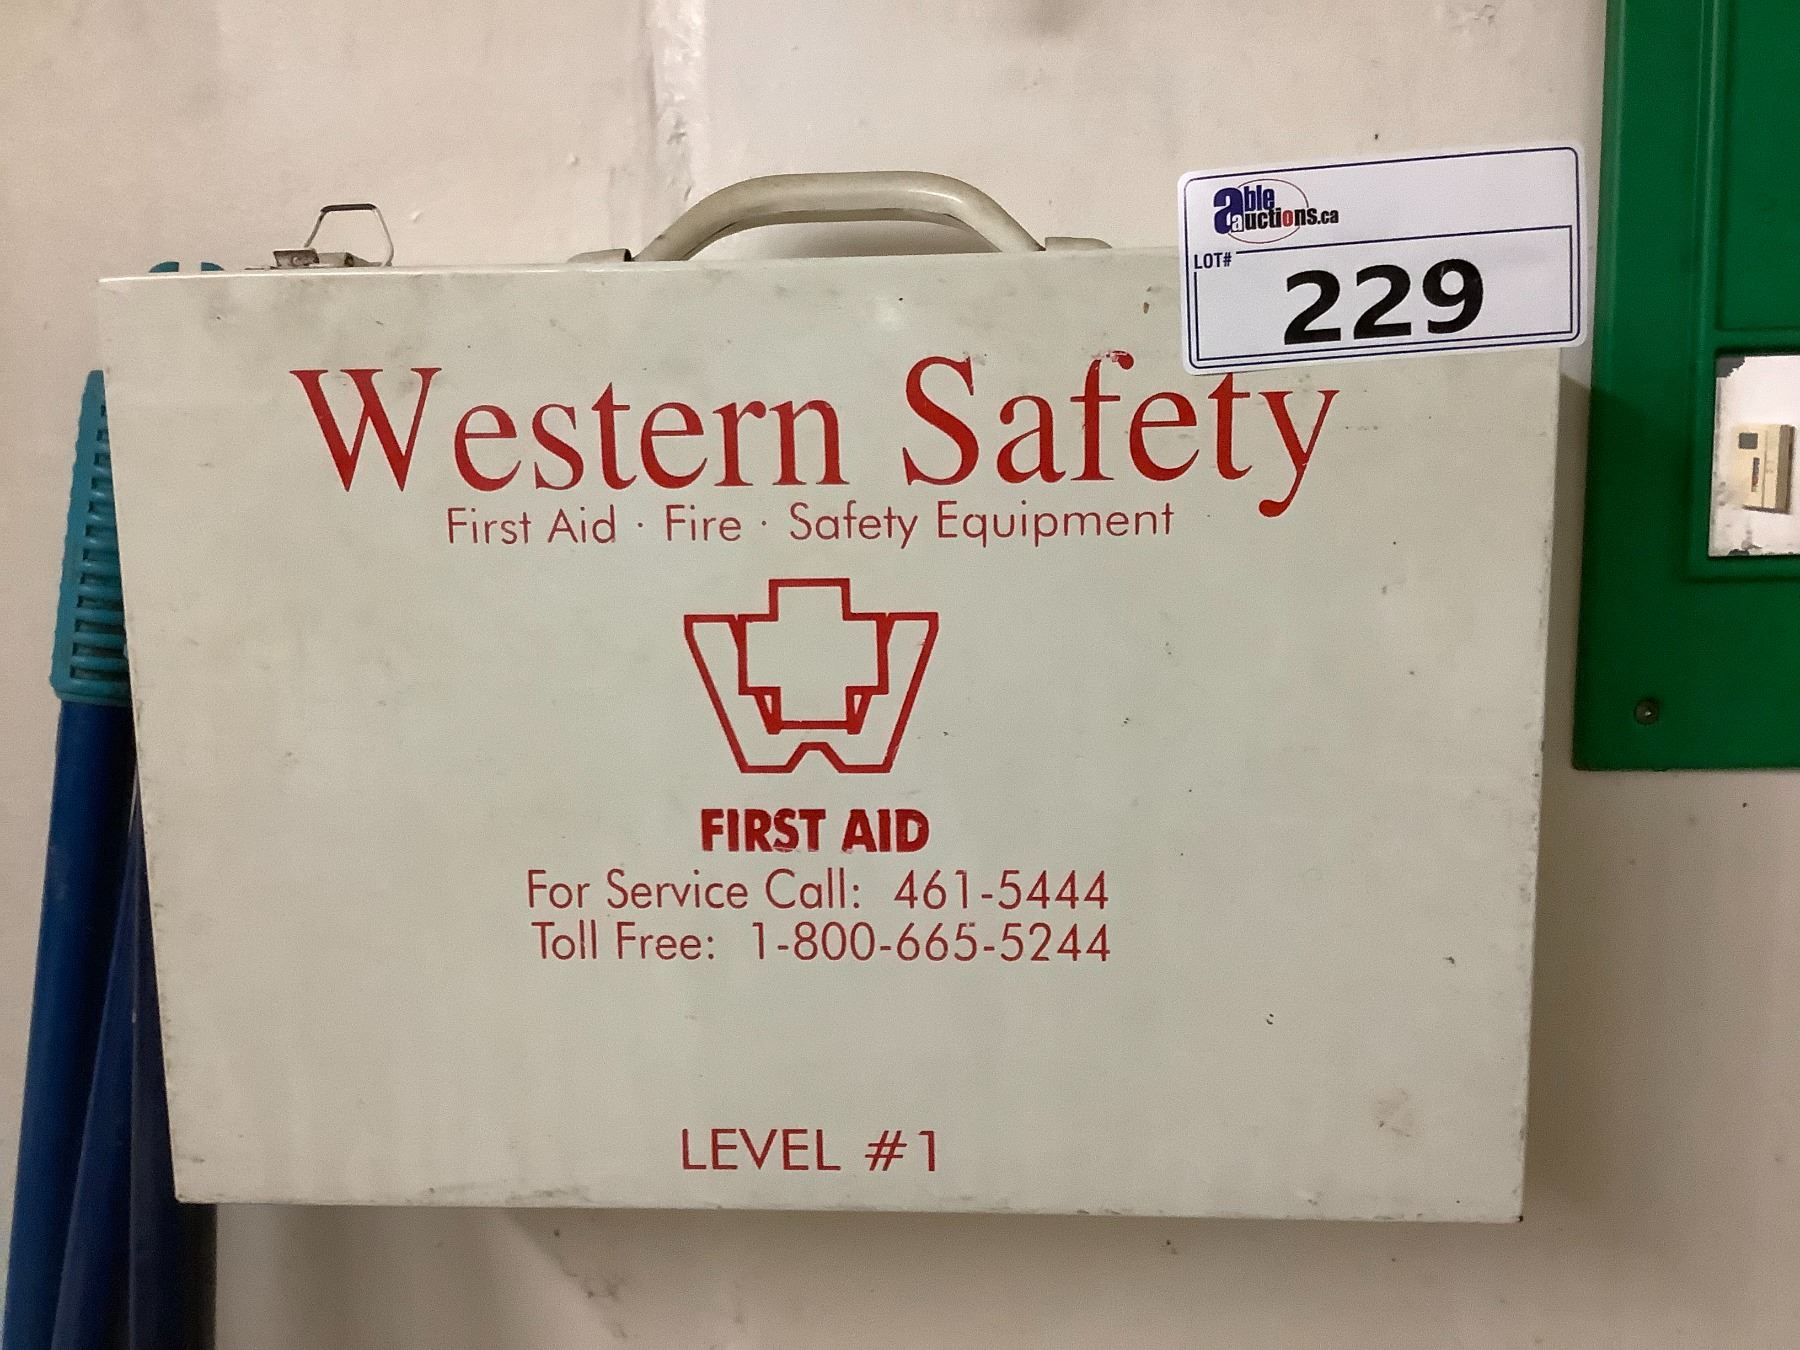 able
auctions.ca
LOT#
229
Western Safety
First Aid · Fire · Safety Equipment
FIRST AID
For Service Call: 461-5444
Toll Free: 1-800-665-5244
LEVEL #1